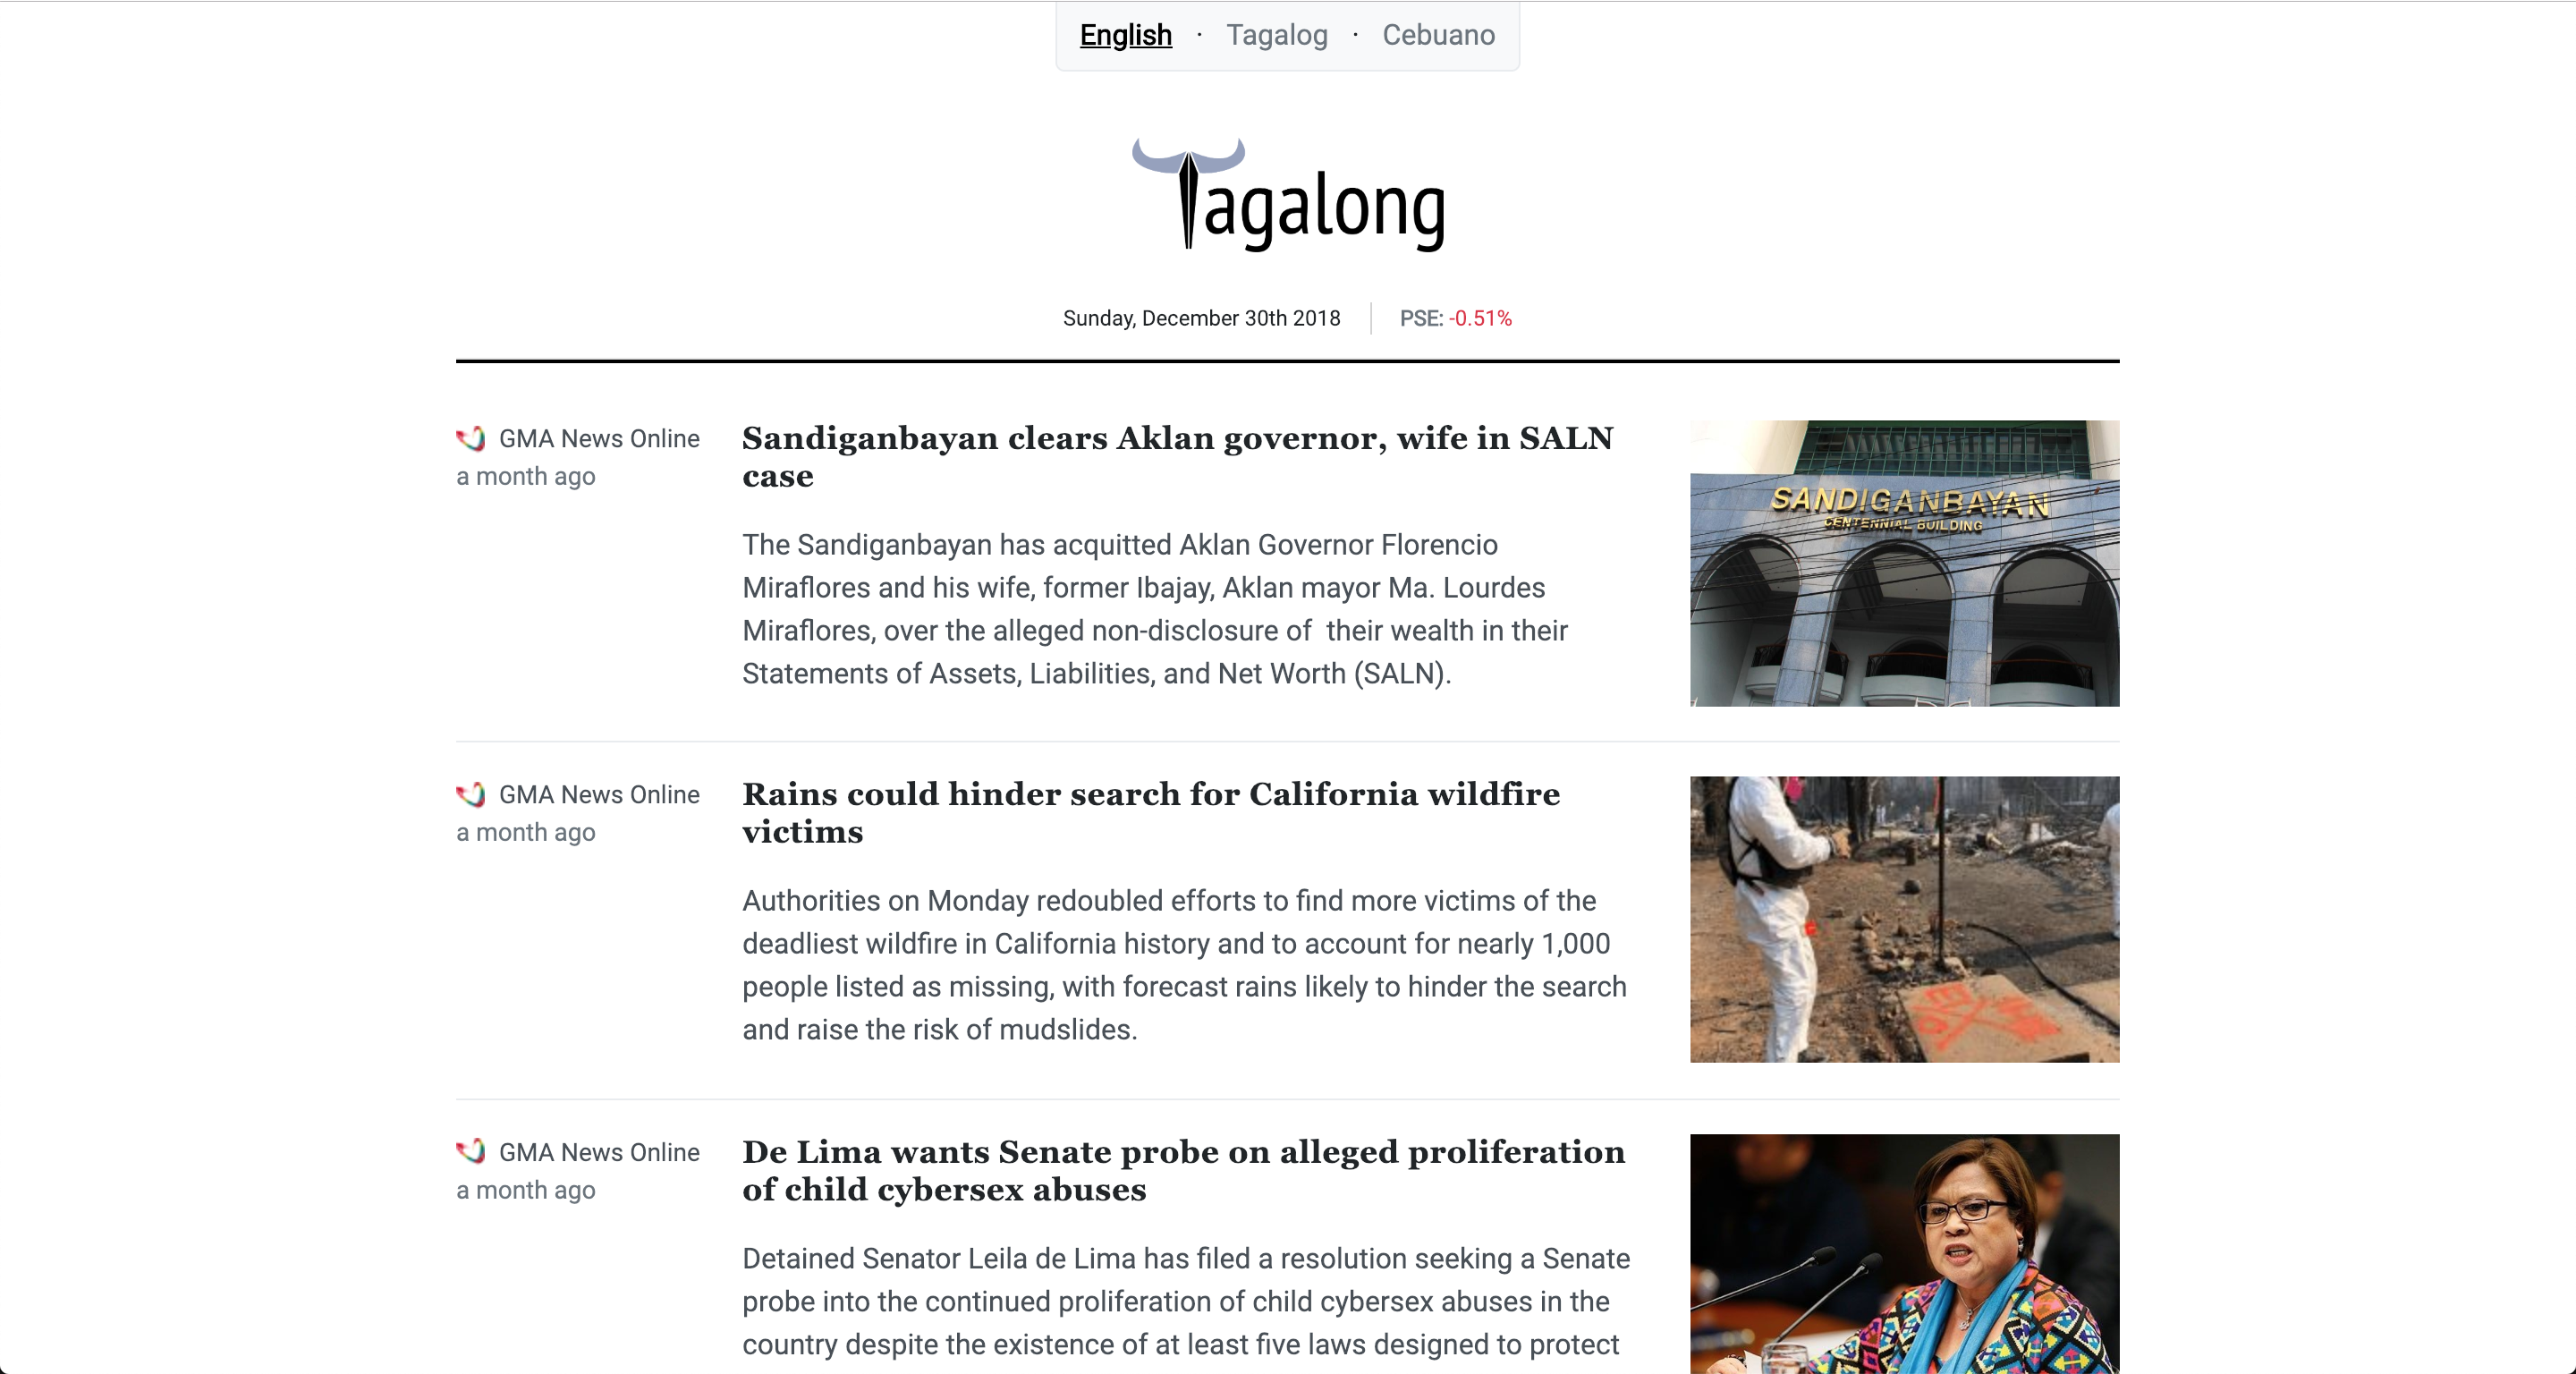 English · Tagalog · Cebuano
Tagalong
Sunday, December 30th 2018
PSE: -0.51%
GMA News Online
a month ago
Sandiganbayan clears Aklan governor, wife in SALN
case
The Sandiganbayan has acquitted Aklan Governor Florencio
Miraflores and his wife, former Ibajay, Aklan mayor Ma. Lourdes
Miraflores, over the alleged non-disclosure of  their wealth in their
Statements of Assets, Liabilities, and Net Worth (SALN).
SANDIGANBAYAN
CENTENNIAL BUILDING
GMA News Online
a month ago
Rains could hinder search for California wildfire
victims
Authorities on Monday redoubled efforts to find more victims of the
deadliest wildfire in California history and to account for nearly 1,000
people listed as missing, with forecast rains likely to hinder the search
and raise the risk of mudslides.
GMA News Online
a month ago
De Lima wants Senate probe on alleged proliferation
of child cybersex abuses
Detained Senator Leila de Lima has filed a resolution seeking a Senate
probe into the continued proliferation of child cybersex abuses in the
country despite the existence of at least five laws designed to protect